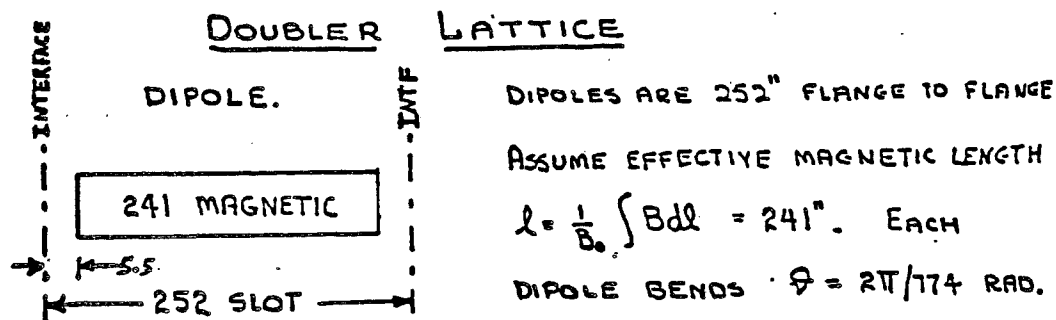 DOUBLER LATTICE
INTERFACE
DIPOLE.
INTF
241 MAGNETIC
5.5
252 SLOT
DIPOLES ARE 252" FLANGE TO FLANGE
ASSUME EFFECTIVE MAGNETIC LENGTH
l = 1/B₀ ∫ Bdl = 241". EACH
DIPOLE BENDS θ = 2π/774 RAD.